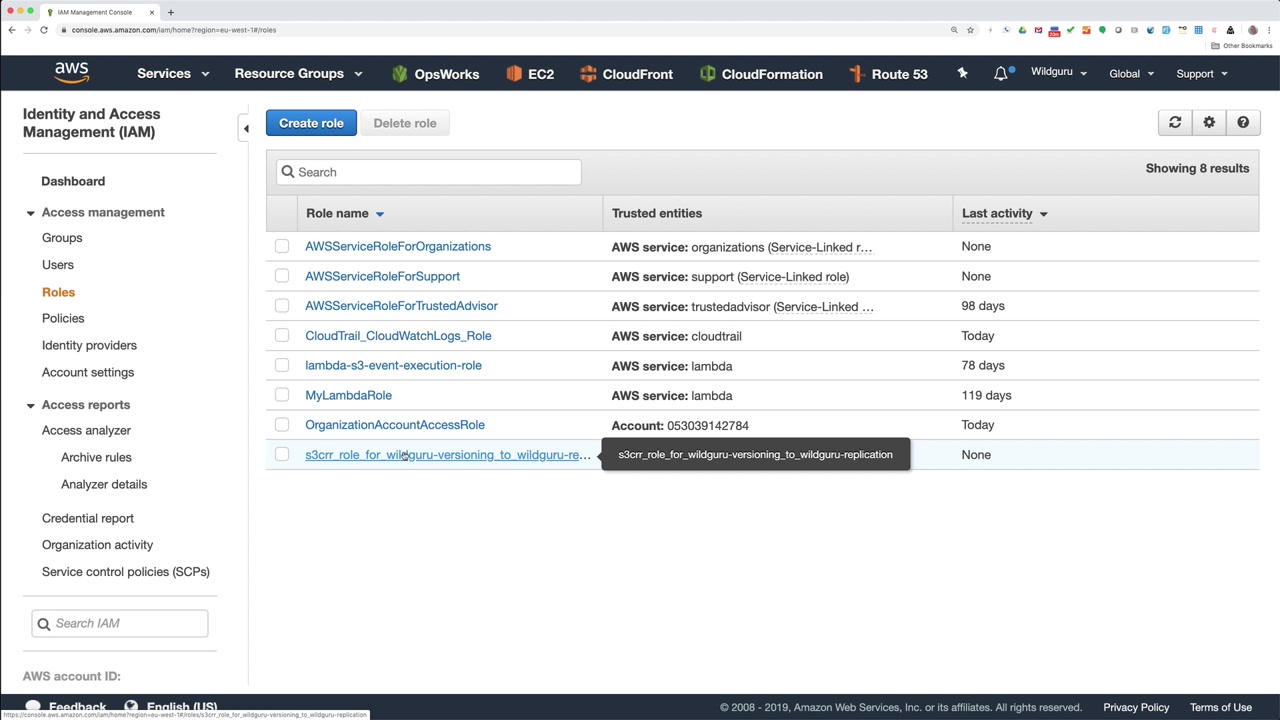 IAM Management Console
console.aws.amazon.com/iam/home?region=eu-west-1#/roles
Other Bookmarks
aws
Services
Resource Groups
OpsWorks
EC2
CloudFront
CloudFormation
Route 53
Wildguru
Global
Support
Identity and Access
Management (IAM)
Dashboard
Access management
Groups
Users
Roles
Policies
Identity providers
Account settings
Access reports
Access analyzer
Archive rules
Analyzer details
Credential report
Organization activity
Service control policies (SCPs)
Search IAM
AWS account ID:
Create role
Delete role
Search
Showing 8 results
Role name
Trusted entities
Last activity
AWSServiceRoleForOrganizations
AWS service: organizations (Service-Linked r…
None
AWSServiceRoleForSupport
AWS service: support (Service-Linked role)
None
AWSServiceRoleForTrustedAdvisor
AWS service: trustedadvisor (Service-Linked …
98 days
CloudTrail_CloudWatchLogs_Role
AWS service: cloudtrail
Today
lambda-s3-event-execution-role
AWS service: lambda
78 days
MyLambdaRole
AWS service: lambda
119 days
OrganizationAccountAccessRole
Account: 053039142784
Today
s3crr_role_for_wildguru-versioning_to_wildguru-re…
s3crr_role_for_wildguru-versioning_to_wildguru-replication
None
Feedback
English (US)
© 2008 - 2019, Amazon Web Services, Inc. or its affiliates. All rights reserved.
Privacy Policy
Terms of Use
https://console.aws.amazon.com/iam/home?region=eu-west-1#/roles/s3crr_role_for_wildguru-versioning_to_wildguru-replication